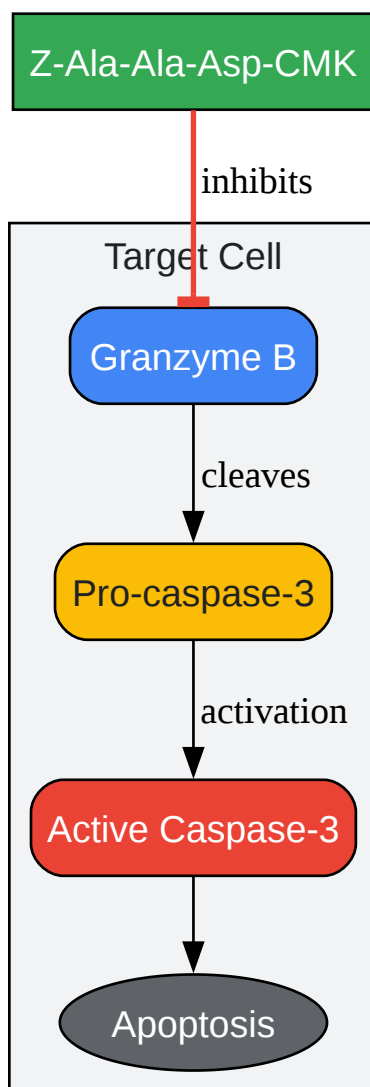 Z-Ala-Ala-Asp-CMK
inhibits
Target Cell
Granzyme B
cleaves
Pro-caspase-3
activation
Active Caspase-3
Apoptosis